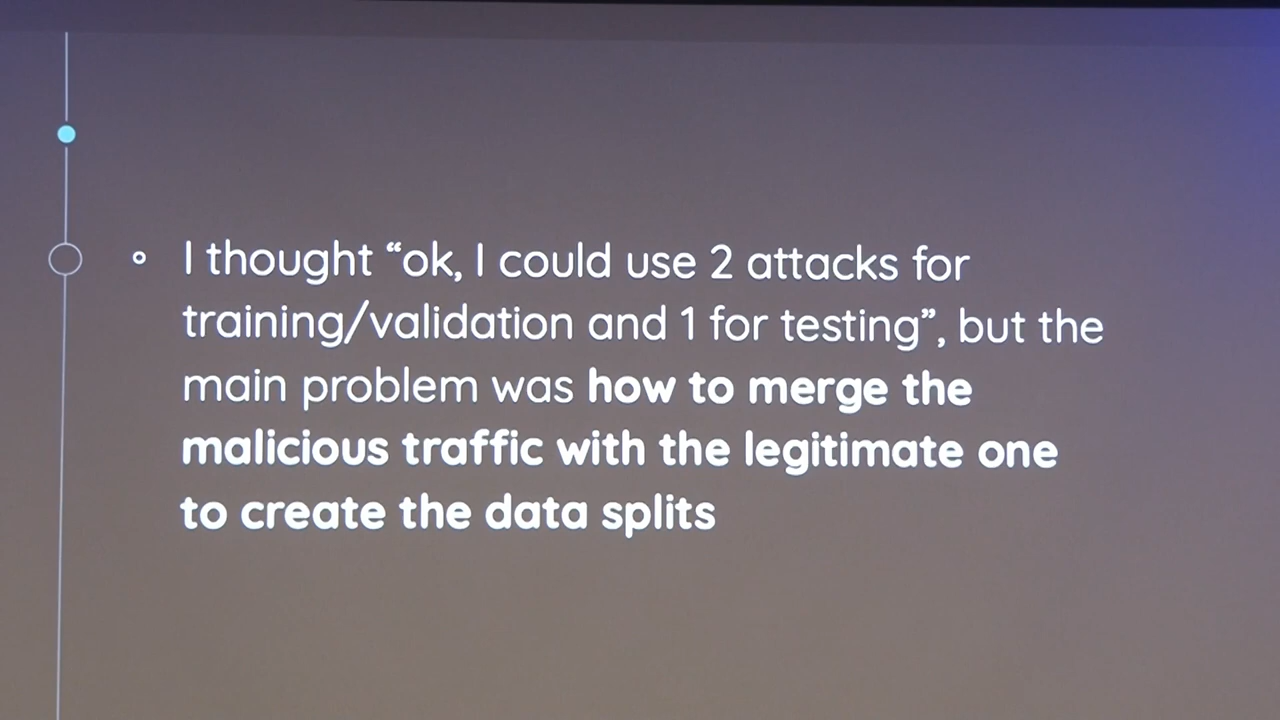 I thought “ok, I could use 2 attacks for
training/validation and 1 for testing”, but the
main problem was how to merge the
malicious traffic with the legitimate one
to create the data splits